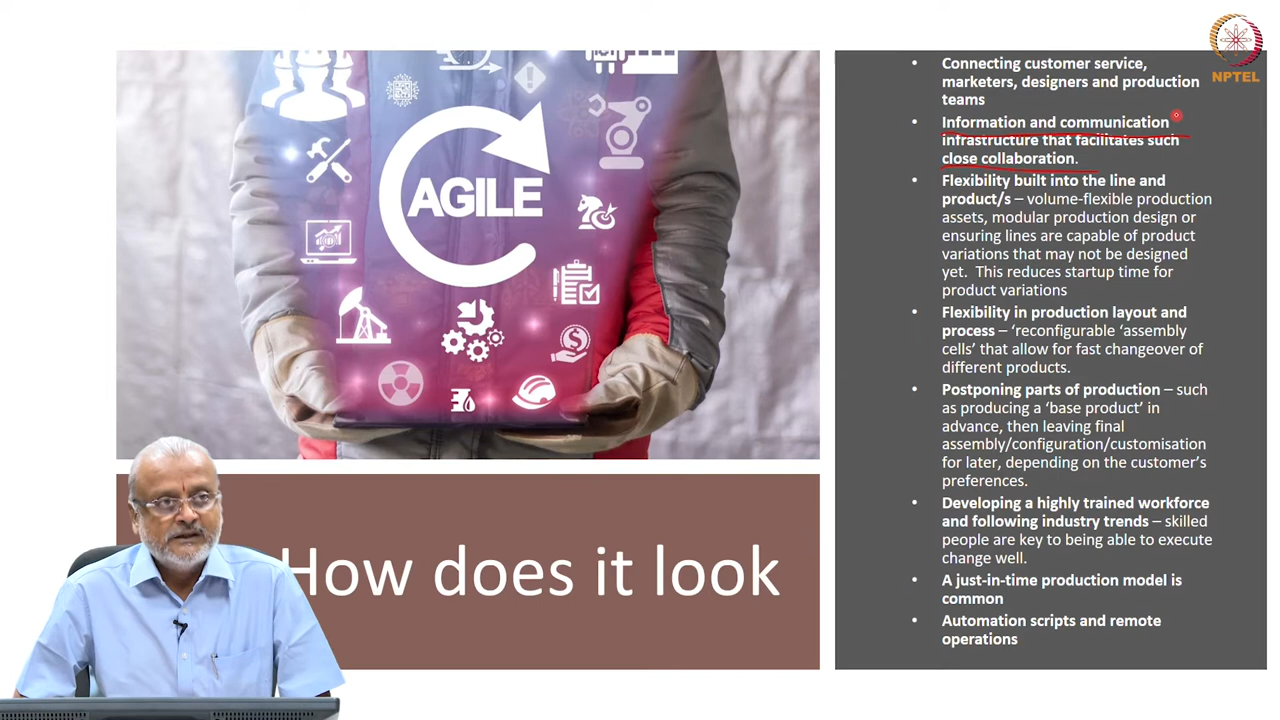 NPTEL
AGILE
How does it look
• Connecting customer service,
marketers, designers and production
teams
• Information and communication
infrastructure that facilitates such
close collaboration.
• Flexibility built into the line and
product/s – volume-flexible production
assets, modular production design or
ensuring lines are capable of product
variations that may not be designed
yet. This reduces startup time for
product variations
• Flexibility in production layout and
process – ‘reconfigurable ‘assembly
cells’ that allow for fast changeover of
different products.
• Postponing parts of production – such
as producing a ‘base product’ in
advance, then leaving final
assembly/configuration/customisation
for later, depending on the customer’s
preferences.
• Developing a highly trained workforce
and following industry trends – skilled
people are key to being able to execute
change well.
• A just-in-time production model is
common
• Automation scripts and remote
operations